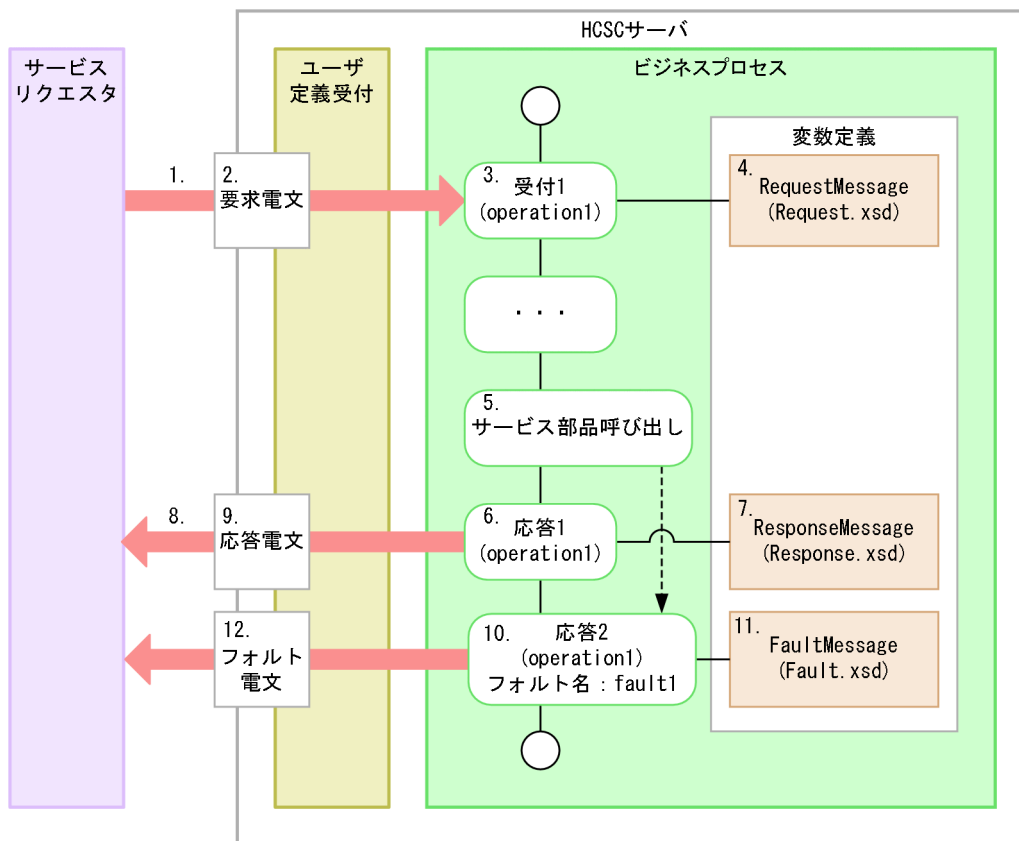 HCSCサーバ
サービス
リクエスタ
ユーザ
定義受付
ビジネスプロセス
変数定義
1.
2.
要求電文
3.
受付1
(operation1)
4.
RequestMessage
(Request.xsd)
・・・
5.
サービス部品呼び出し
8.
9.
応答電文
6.
応答1
(operation1)
7.
ResponseMessage
(Response.xsd)
12.
フォルト
電文
10.
応答2
(operation1)
フォルト名：fault1
11.
FaultMessage
(Fault.xsd)